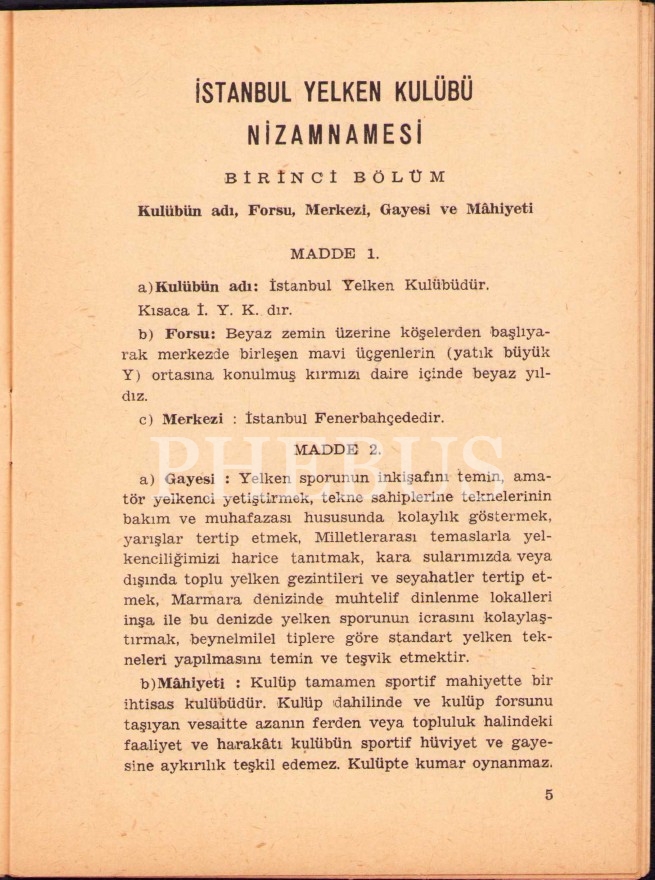 İSTANBUL YELKEN KULÜBÜ
NİZAMNAMESİ
BİRİNCİ BÖLÜM
Kulübün adı, Forsu, Merkezi, Gayesi ve Mâhiyeti
MADDE 1.
a)Kulübün adı: İstanbul Yelken Kulübüdür.
Kısaca İ. Y. K. dır.
b) Forsu: Beyaz zemin üzerine köşelerden başlıya-
rak merkezde birleşen mavi üçgenlerin (yatık büyük
Y) ortasına konulmuş kırmızı daire içinde beyaz yıl-
dız.
c) Merkezi : İstanbul Fenerbahçededir.
PHEBUS
MADDE 2.
a) Gayesi : Yelken sporunun inkişafını temin, ama-
tör yelkenci yetiştirmek, tekne sahiplerine teknelerinin
bakım ve muhafazası hususunda kolaylık göstermek,
yarışlar tertip etmek, Milletlerarası temaslarla yel-
kenciliğimizi harice tanıtmak, kara sularımızda veya
dışında toplu yelken gezintileri ve seyahatler tertip et-
mek, Marmara denizinde muhtelif dinlenme lokalleri
inşa ile bu denizde yelken sporunun icrasını kolaylaş-
tırmak, beynelmilel tiplere göre standart yelken tek-
neleri yapılmasını temin ve teşvik etmektir.
b)Mâhiyeti : Kulüp tamamen sportif mahiyette bir
ihtisas kulübüdür. Kulüp dahilinde ve kulüp forsunu
taşıyan vesaitte azanın ferden veya topluluk halindeki
faaliyet ve harakâtı kulübün sportif hüviyet ve gaye-
sine aykırılık teşkil edemez. Kulüpte kumar oynanmaz.
5